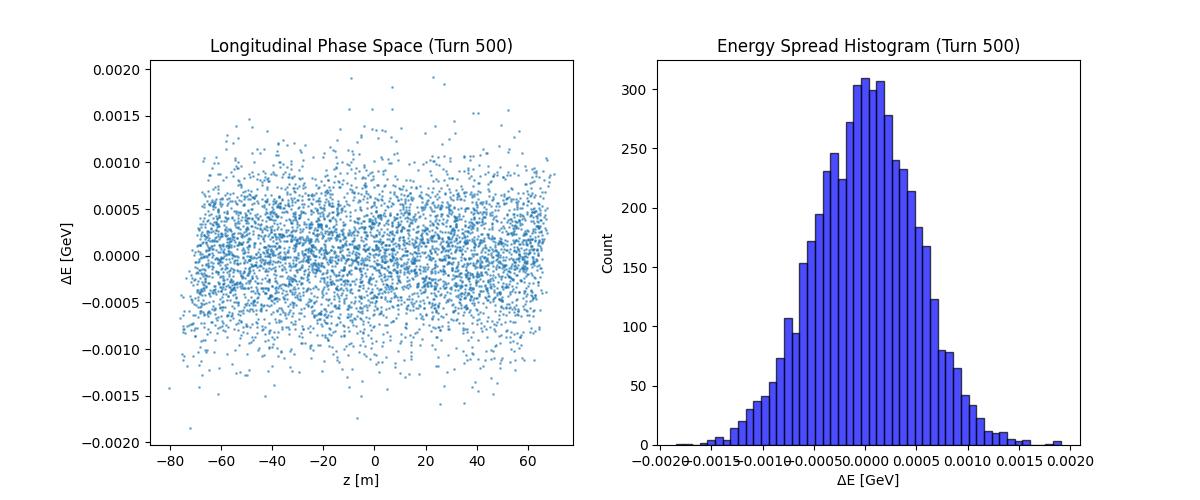 Longitudinal Phase Space (Turn 500)
ΔE [GeV]
0.0020
0.0015
0.0010
0.0005
0.0000
−0.0005
−0.0010
−0.0015
−0.0020
−80 −60 −40 −20 0 20 40 60
z [m]
Energy Spread Histogram (Turn 500)
Count
300
250
200
150
100
50
0
−0.0020 −0.0015 −0.0010 −0.0005 0.0000 0.0005 0.0010 0.0015 0.0020
ΔE [GeV]